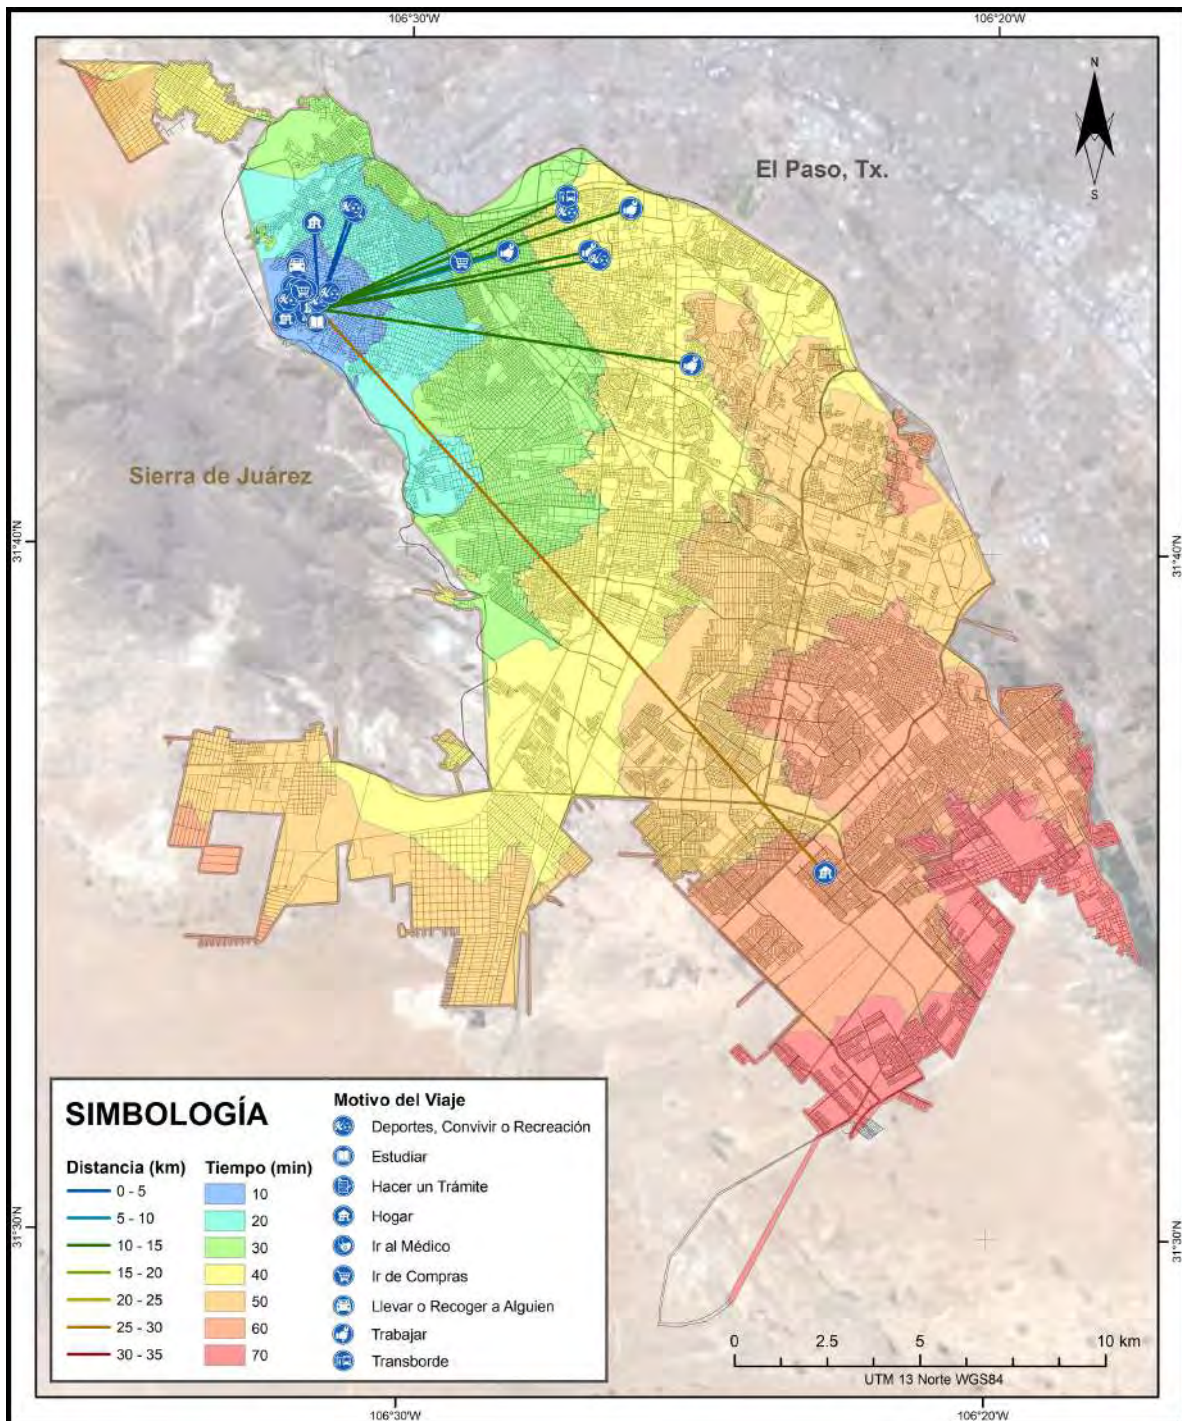 106°30'W
106°20'W
N
S
El Paso, Tx.
Sierra de Juárez
31°40'N
31°40'N
SIMBOLOGÍA
Distancia (km)
0 - 5
5 - 10
10 - 15
15 - 20
20 - 25
25 - 30
30 - 35
Tiempo (min)
10
20
30
40
50
60
70
Motivo del Viaje
Deportes, Convivir o Recreación
Estudiar
Hacer un Trámite
Hogar
Ir al Médico
Ir de Compras
Llevar o Recoger a Alguien
Trabajar
Transborde
31°30'N
31°30'N
0 2.5 5 10 km
UTM 13 Norte WGS84
106°30'W
106°20'W